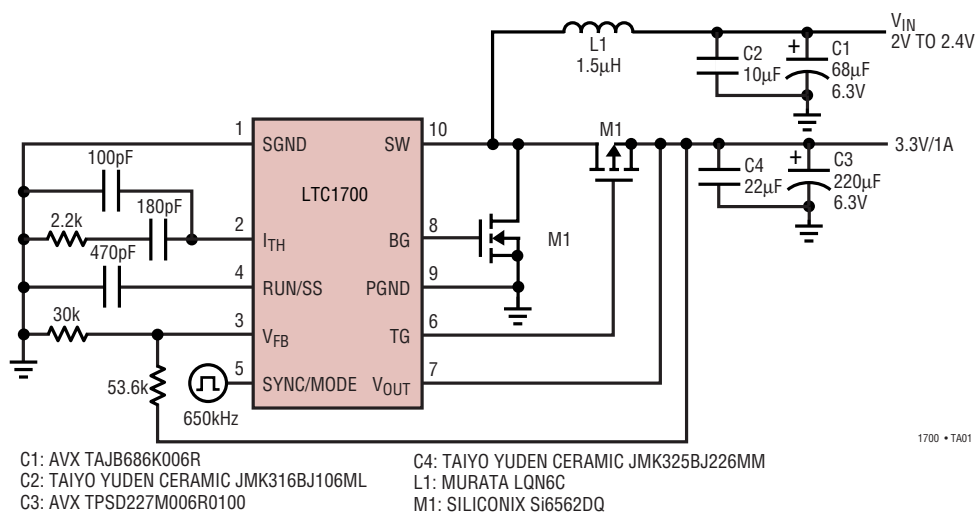 L1
1.5µH
VIN
2V TO 2.4V
C2
10µF
+
C1
68µF
6.3V
1
SGND
SW
10
M1
3.3V/1A
100pF
LTC1700
C4
22µF
+
C3
220µF
6.3V
180pF
2.2k
2
ITH
BG
8
M1
470pF
4
RUN/SS
PGND
9
30k
3
VFB
TG
6
53.6k
5
SYNC/MODE
VOUT
7
650kHz
1700 • TA01
C1: AVX TAJB686K006R
C2: TAIYO YUDEN CERAMIC JMK316BJ106ML
C3: AVX TPSD227M006R0100
C4: TAIYO YUDEN CERAMIC JMK325BJ226MM
L1: MURATA LQN6C
M1: SILICONIX Si6562DQ